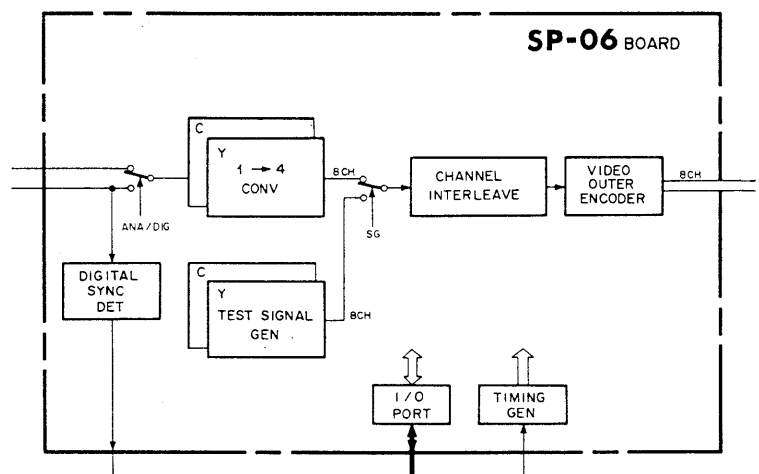 SP-06 BOARD
C
Y
1 → 4
CONV
8CH
ANA/DIG
SG
CHANNEL
INTERLEAVE
VIDEO
OUTER
ENCODER
8CH
DIGITAL
SYNC
DET
C
Y
TEST SIGNAL
GEN
8CH
I/O
PORT
TIMING
GEN